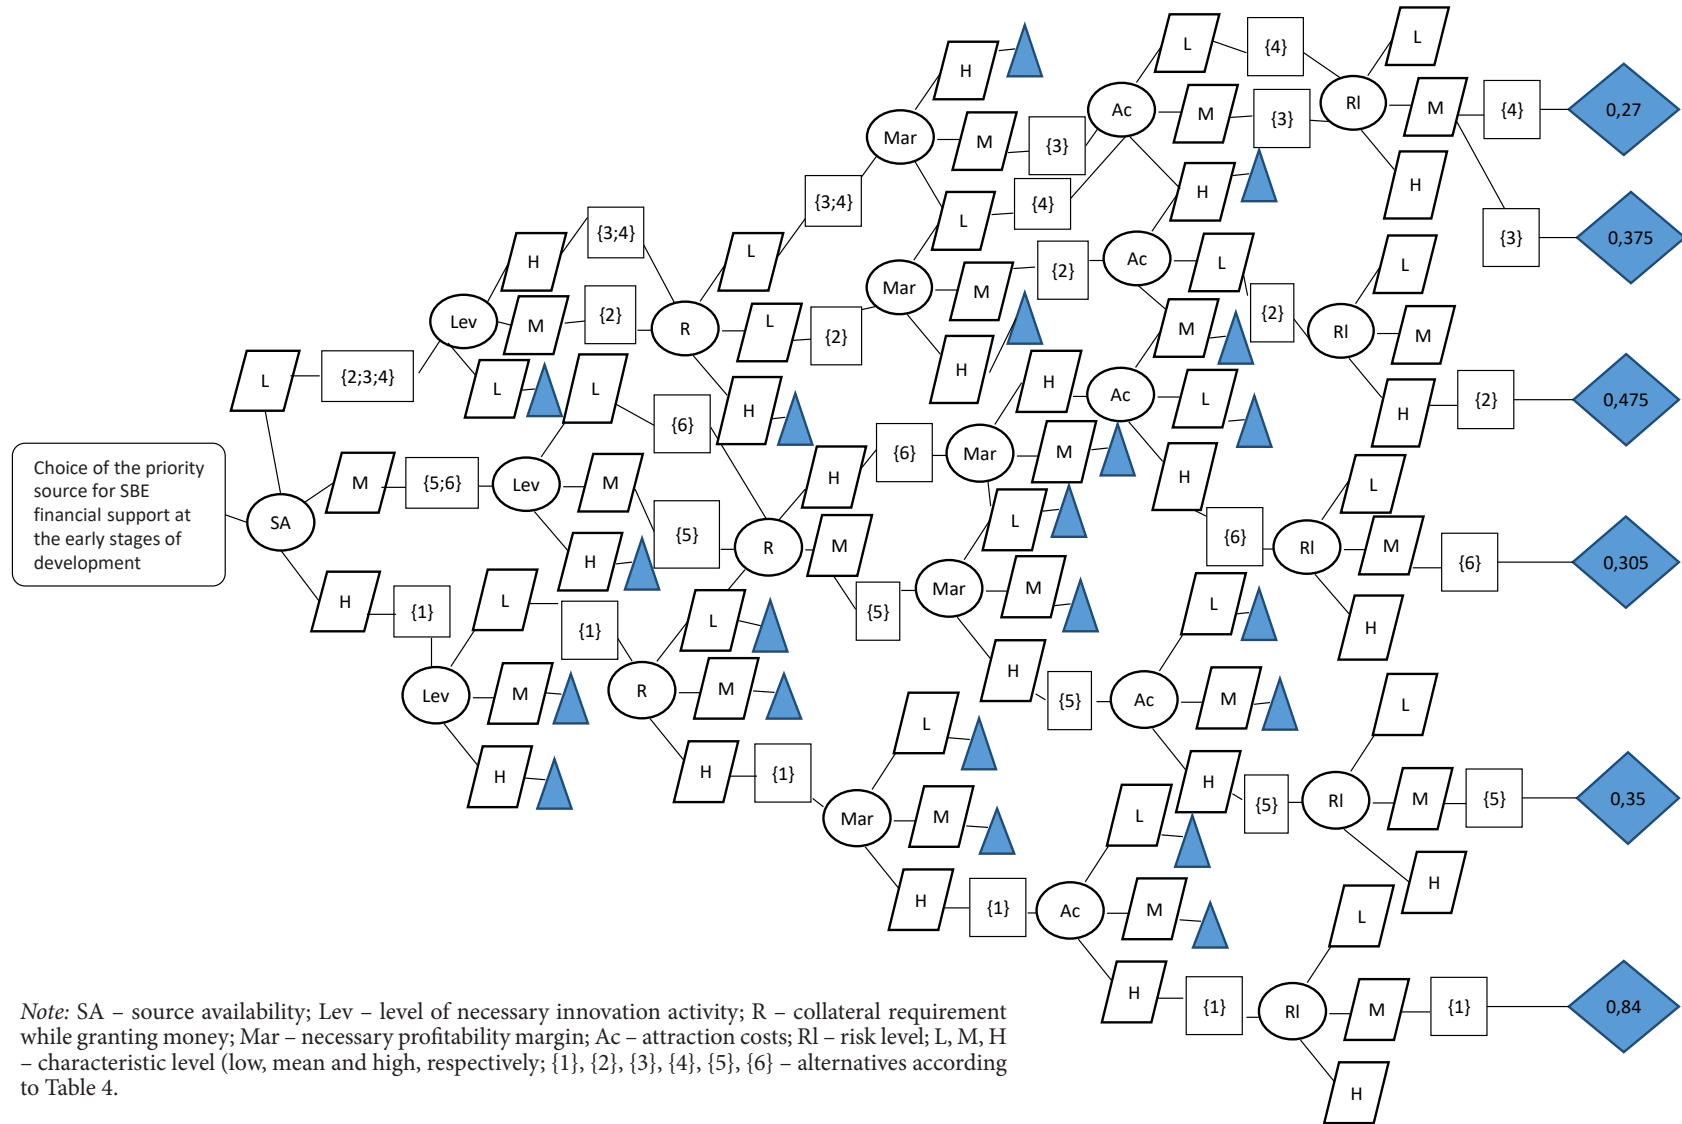 H
L
{4}
L
Mar
M
{3}
Ac
M
{3}
Rl
M
{4}
0,27
{3;4}
L
{4}
H
H
{3}
0,375
H
{3;4}
L
Mar
M
{2}
Ac
L
L
Lev
M
{2}
R
L
{2}
H
M
{2}
Rl
M
L
{2;3;4}
L
L
H
H
Ac
L
H
{2}
0,475
{6}
H
{6}
Mar
M
H
L
Choice of the priority
source for SBE
financial support at
the early stages of
development
SA
M
{5;6}
Lev
M
{5}
R
M
L
{6}
Rl
M
{6}
0,305
H
{1}
L
{1}
H
L
{5}
Mar
M
L
H
Lev
M
R
M
H
{5}
Ac
M
L
H
H
{1}
L
H
{5}
Rl
M
{5}
0,35
Mar
M
L
H
H
{1}
Ac
M
L
H
{1}
Rl
M
{1}
0,84
H
Note: SA – source availability; Lev – level of necessary innovation activity; R – collateral requirement
while granting money; Mar – necessary profitability margin; Ac – attraction costs; Rl – risk level; L, M, H
– characteristic level (low, mean and high, respectively; {1}, {2}, {3}, {4}, {5}, {6} – alternatives according
to Table 4.